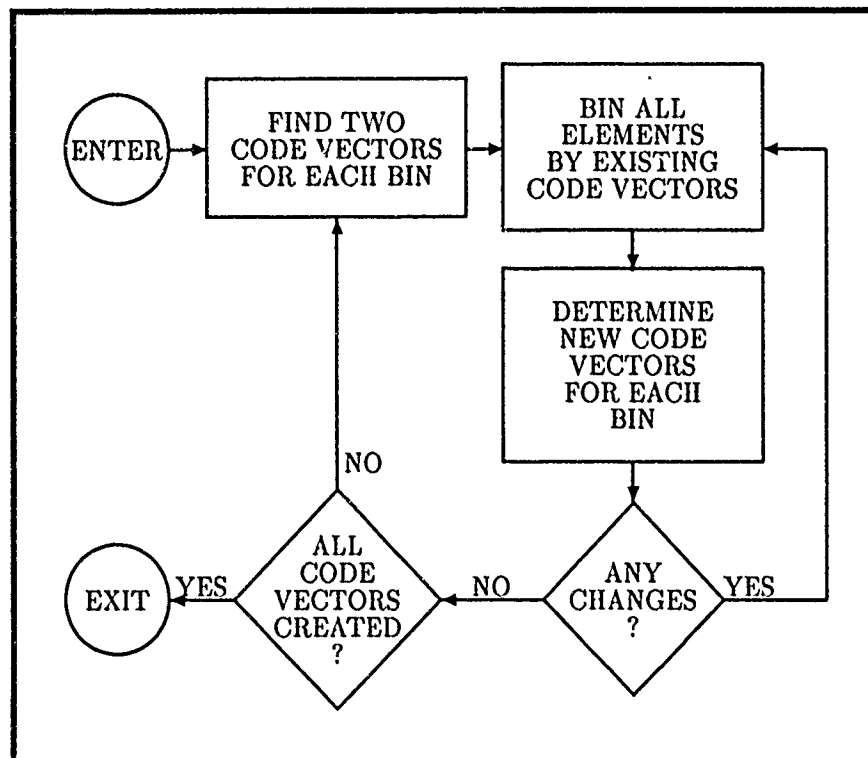 ENTER
FIND TWO
CODE VECTORS
FOR EACH BIN
BIN ALL
ELEMENTS
BY EXISTING
CODE VECTORS
DETERMINE
NEW CODE
VECTORS
FOR EACH
BIN
ANY
CHANGES
?
YES
NO
ALL
CODE
VECTORS
CREATED
?
NO
YES
EXIT